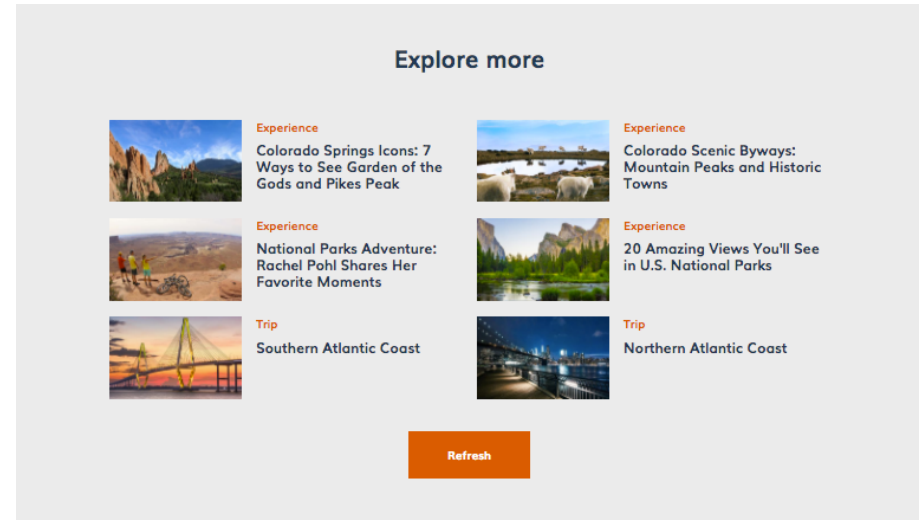 Explore more
Experience
Colorado Springs Icons: 7
Ways to See Garden of the
Gods and Pikes Peak
Experience
Colorado Scenic Byways:
Mountain Peaks and Historic
Towns
Experience
National Parks Adventure:
Rachel Pohl Shares Her
Favorite Moments
Experience
20 Amazing Views You'll See
in U.S. National Parks
Trip
Southern Atlantic Coast
Trip
Northern Atlantic Coast
Refresh